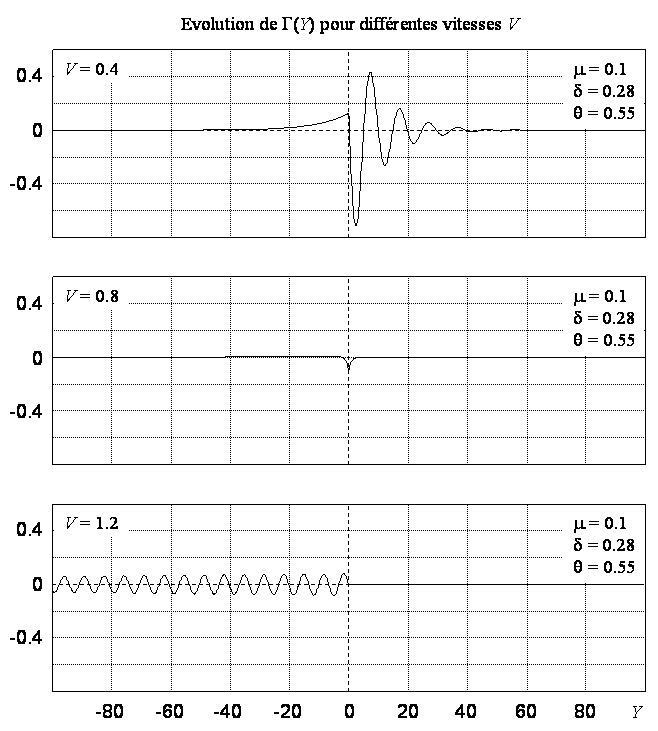 Evolution de Γ(Y) pour différentes vitesses V
V = 0.4
μ = 0.1
δ = 0.28
θ = 0.55
0.4
0
-0.4
V = 0.8
μ = 0.1
δ = 0.28
θ = 0.55
0.4
0
-0.4
V = 1.2
μ = 0.1
δ = 0.28
θ = 0.55
0.4
0
-0.4
-80 -60 -40 -20 0 20 40 60 80 Y